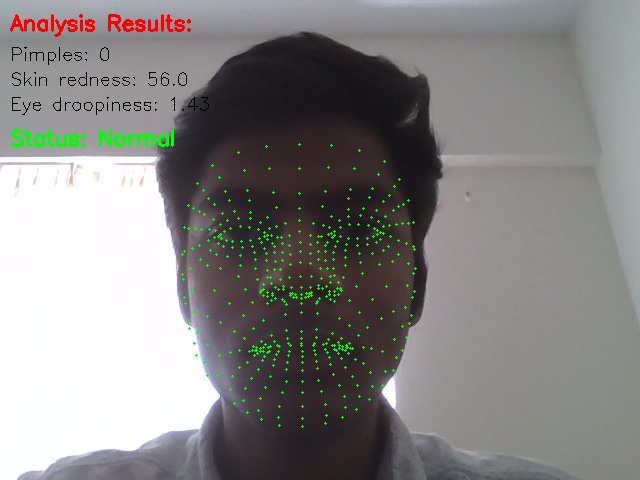 Analysis Results:
Pimples: 0
Skin redness: 56.0
Eye droopiness: 1.43
Status: Normal